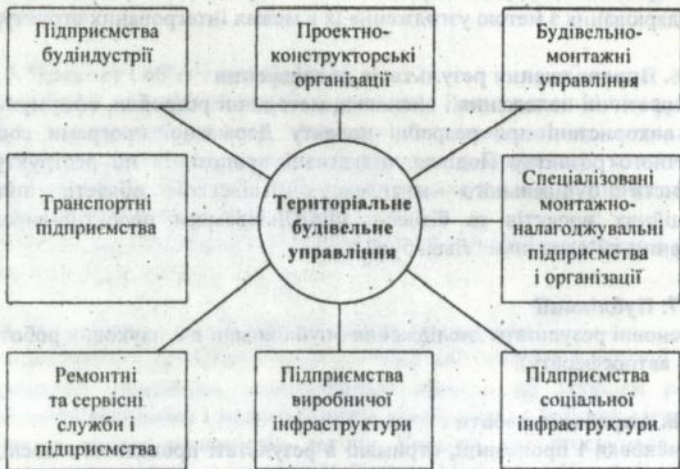 Підприємства
будіндустрії
Проектно-
конструкторські
організації
Будівельно-
монтажні
управління
Транспортні
підприємства
Територіальне
будівельне
управління
Спеціалізовані
монтажно-
налагоджувальні
підприємства
і організації
Ремонтні
та сервісні
служби і
підприємства
Підприємства
виробничої
інфраструктури
Підприємства
соціальної
інфраструктури